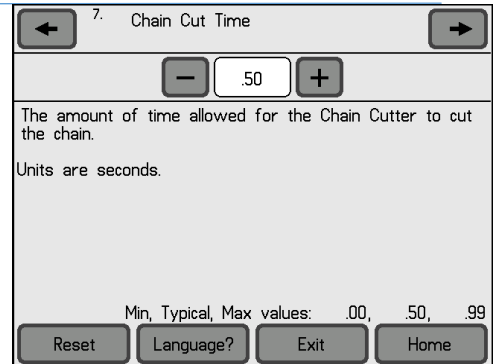 7. Chain Cut Time
− .50 +
The amount of time allowed for the Chain Cutter to cut
the chain.
Units are seconds.
Min, Typical, Max values: .00, .50, .99
Reset Language? Exit Home